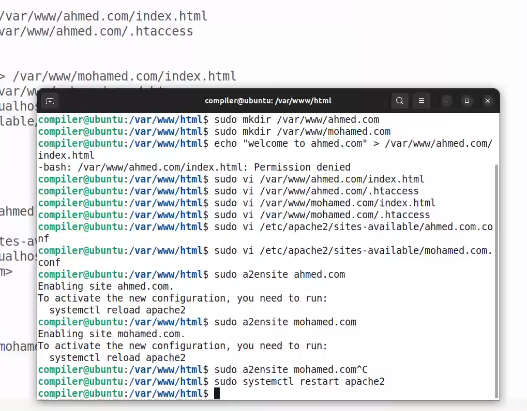 /var/www/ahmed.com/index.html
var/www/ahmed.com/.htaccess
> /var/www/mohamed.com/index.html
compiler@ubuntu: /var/www/html
compiler@ubuntu:/var/www/html$ sudo mkdir /var/www/ahmed.com
compiler@ubuntu:/var/www/html$ sudo mkdir /var/www/mohamed.com
compiler@ubuntu:/var/www/html$ echo "welcome to ahmed.com" > /var/www/ahmed.com/
index.html
-bash: /var/www/ahmed.com/index.html: Permission denied
compiler@ubuntu:/var/www/html$ sudo vi /var/www/ahmed.com/index.html
compiler@ubuntu:/var/www/html$ sudo vi /var/www/ahmed.com/.htaccess
compiler@ubuntu:/var/www/html$ sudo vi /var/www/mohamed.com/index.html
compiler@ubuntu:/var/www/html$ sudo vi /var/www/mohamed.com/.htaccess
compiler@ubuntu:/var/www/html$ sudo vi /etc/apache2/sites-available/ahmed.com.co
nf
compiler@ubuntu:/var/www/html$ sudo vi /etc/apache2/sites-available/mohamed.com.
conf
compiler@ubuntu:/var/www/html$ sudo a2ensite ahmed.com
Enabling site ahmed.com.
To activate the new configuration, you need to run:
systemctl reload apache2
compiler@ubuntu:/var/www/html$ sudo a2ensite mohamed.com
Enabling site mohamed.com.
To activate the new configuration, you need to run:
systemctl reload apache2
compiler@ubuntu:/var/www/html$ sudo a2ensite mohamed.com^C
compiler@ubuntu:/var/www/html$ sudo systemctl restart apache2
compiler@ubuntu:/var/www/html$